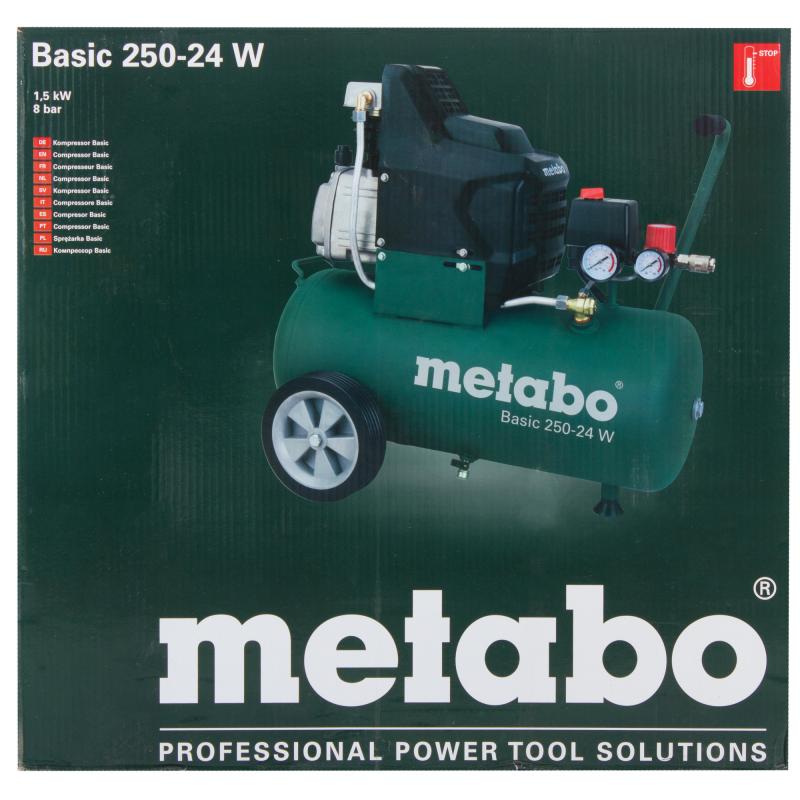 Basic 250-24 W
STOP
1,5 kW
8 bar
DE Kompressor Basic
EN Compressor Basic
FR Compresseur Basic
NL Compressor Basic
SV Kompressor Basic
IT Compressore Basic
ES Compresor Basic
PT Compressor Basic
PL Sprężarka Basic
RU Компрессор Basic
metabo
metabo®
Basic 250-24 W
metabo®
PROFESSIONAL POWER TOOL SOLUTIONS